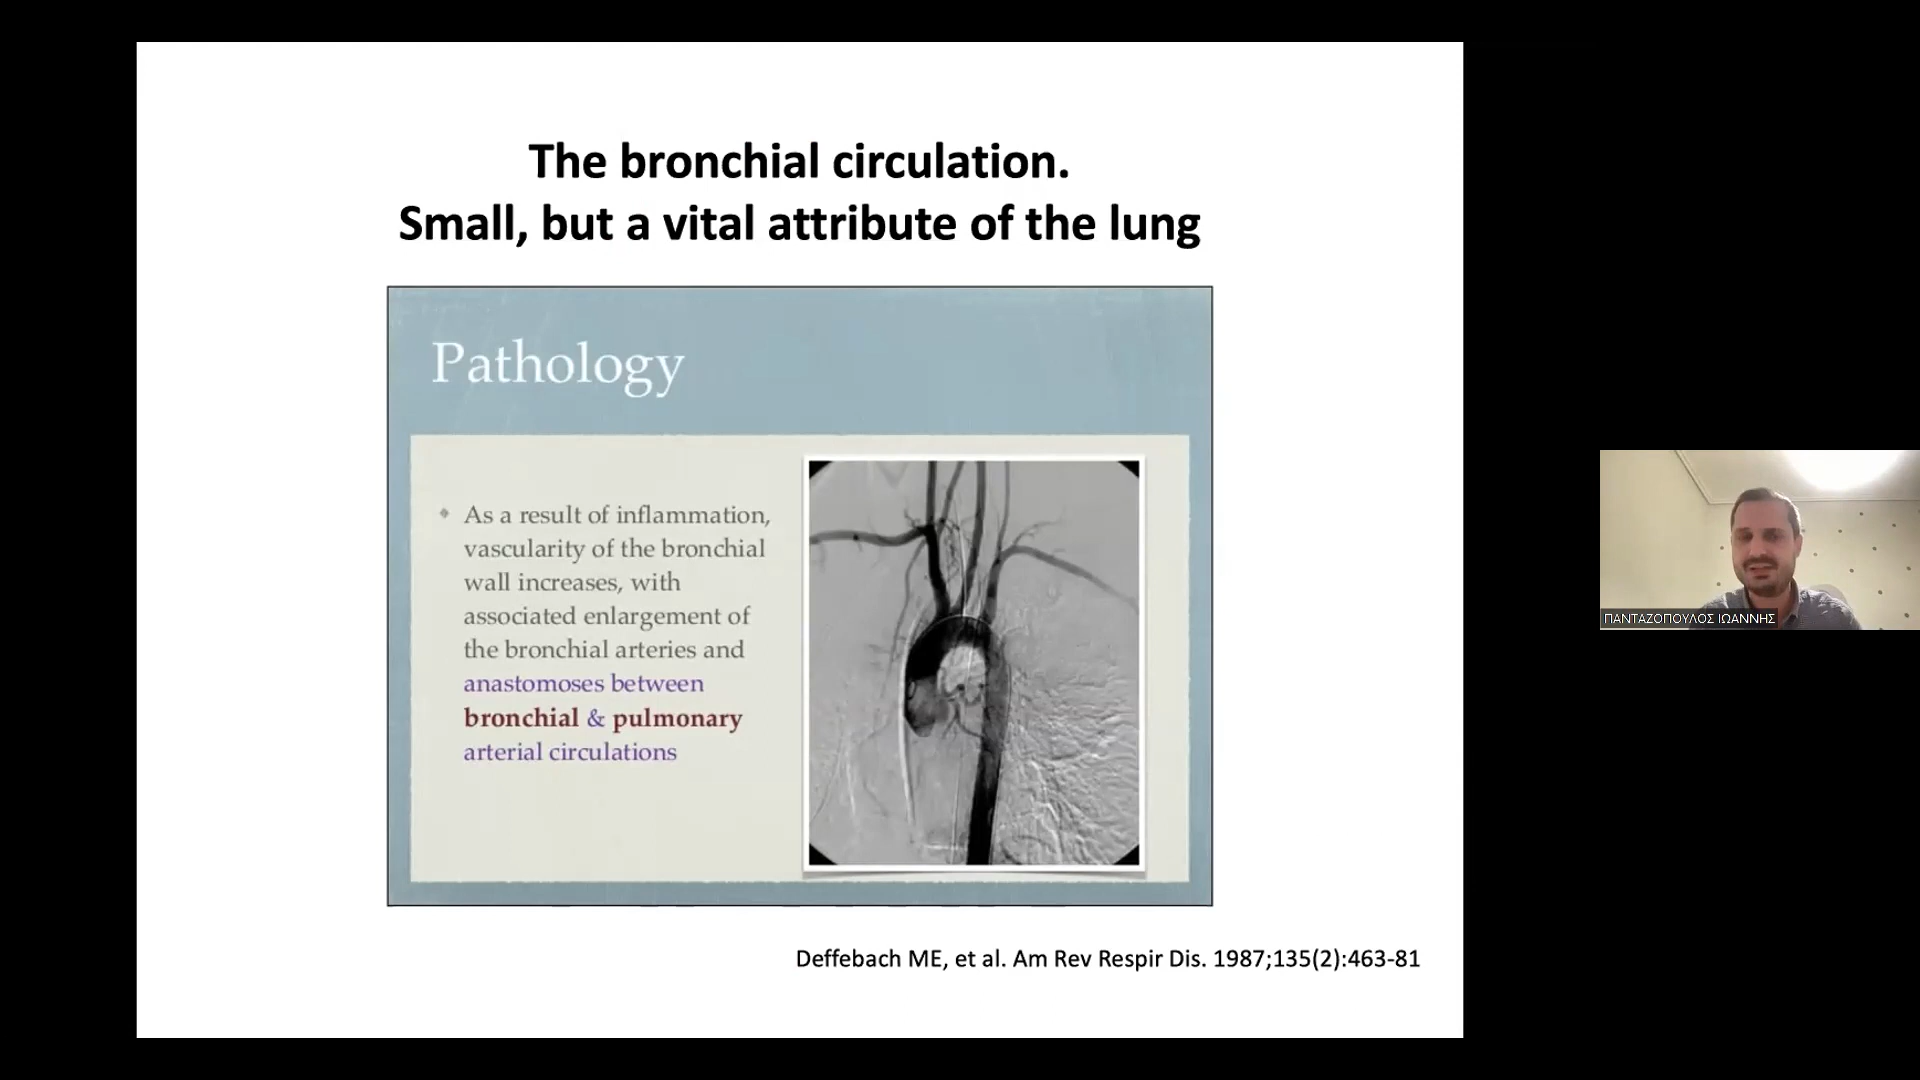 The bronchial circulation.
Small, but a vital attribute of the lung
Pathology
As a result of inflammation,
vascularity of the bronchial
wall increases, with
associated enlargement of
the bronchial arteries and
anastomoses between
bronchial & pulmonary
arterial circulations
Deffebach ME, et al. Am Rev Respir Dis. 1987;135(2):463-81
ΠΑΝΤΑΖΟΠΟΥΛΟΣ ΙΩΑΝΝΗΣ